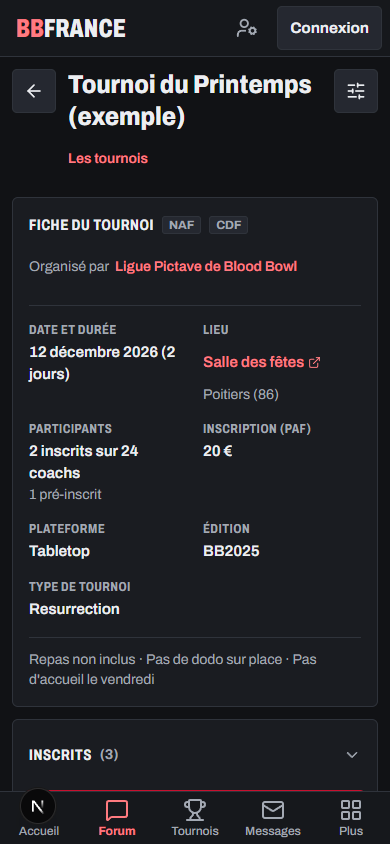 BBFRANCE
Connexion
Tournoi du Printemps
(exemple)
Les tournois
FICHE DU TOURNOI NAF CDF
Organisé par Ligue Pictave de Blood Bowl
DATE ET DURÉE
12 décembre 2026 (2
jours)
LIEU
Salle des fêtes
Poitiers (86)
PARTICIPANTS
2 inscrits sur 24
coachs
1 pré-inscrit
INSCRIPTION (PAF)
20 €
PLATEFORME
Tabletop
ÉDITION
BB2025
TYPE DE TOURNOI
Resurrection
Repas non inclus · Pas de dodo sur place · Pas
d'accueil le vendredi
INSCRITS (3)
N
Accueil
Forum
Tournois
Messages
Plus